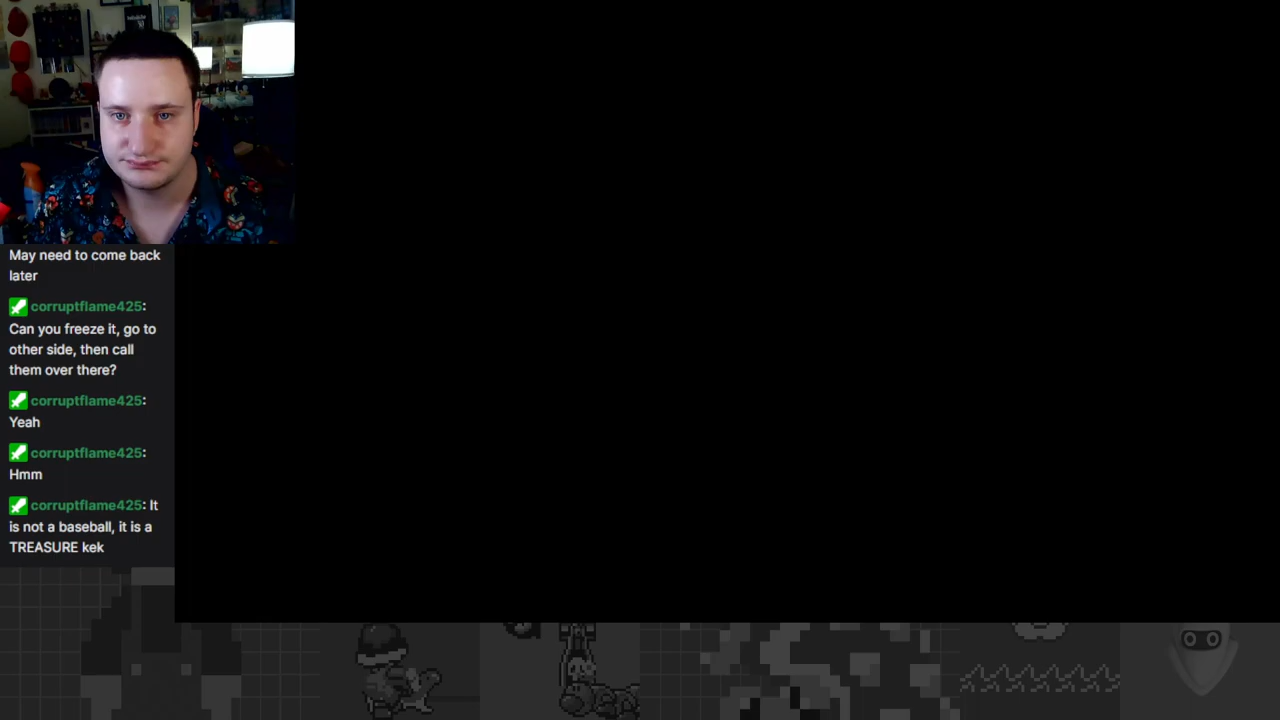 May need to come back
later
corruptflame425:
Can you freeze it, go to
other side, then call
them over there?
corruptflame425:
Yeah
corruptflame425:
Hmm
corruptflame425: It
is not a baseball, it is a
TREASURE kek